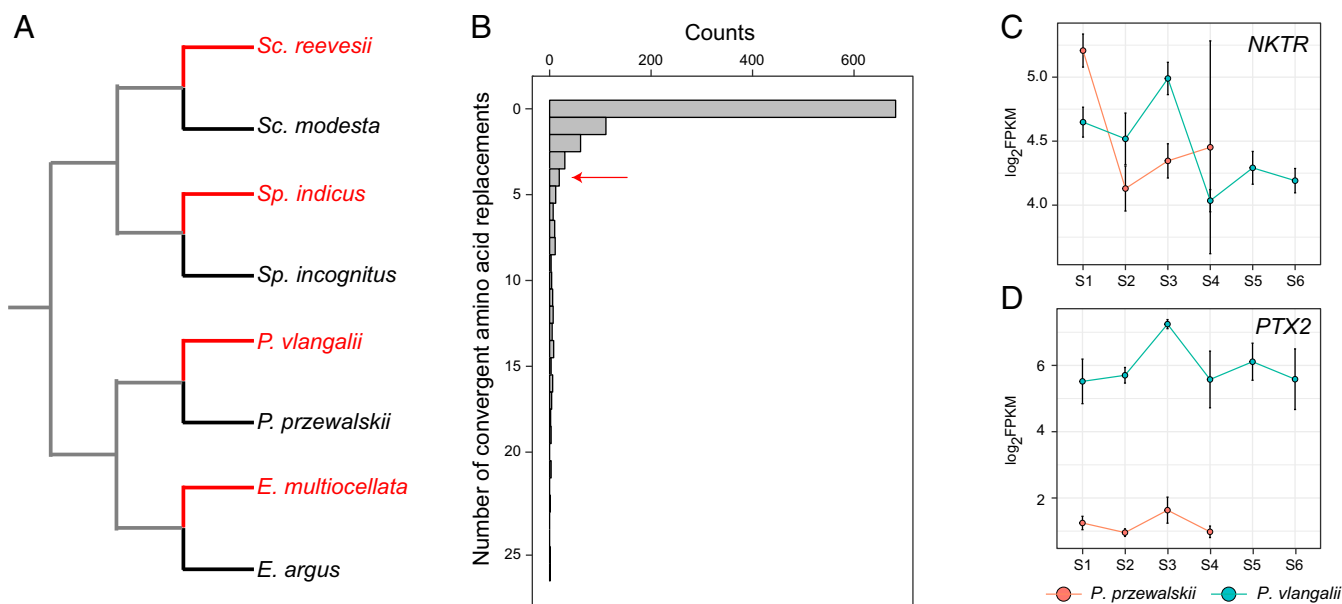 A
Sc. reevesii
Sc. modesta
Sp. indicus
Sp. incognitus
P. vlangalii
P. przewalskii
E. multiocellata
E. argus
B
Counts
0 200 400 600
Number of convergent amino acid replacements
0
5
10
15
20
25
C
NKTR
log2FPKM
5.0
4.5
4.0
S1 S2 S3 S4 S5 S6
D
PTX2
log2FPKM
6
4
2
S1 S2 S3 S4 S5 S6
P. przewalskii P. vlangalii